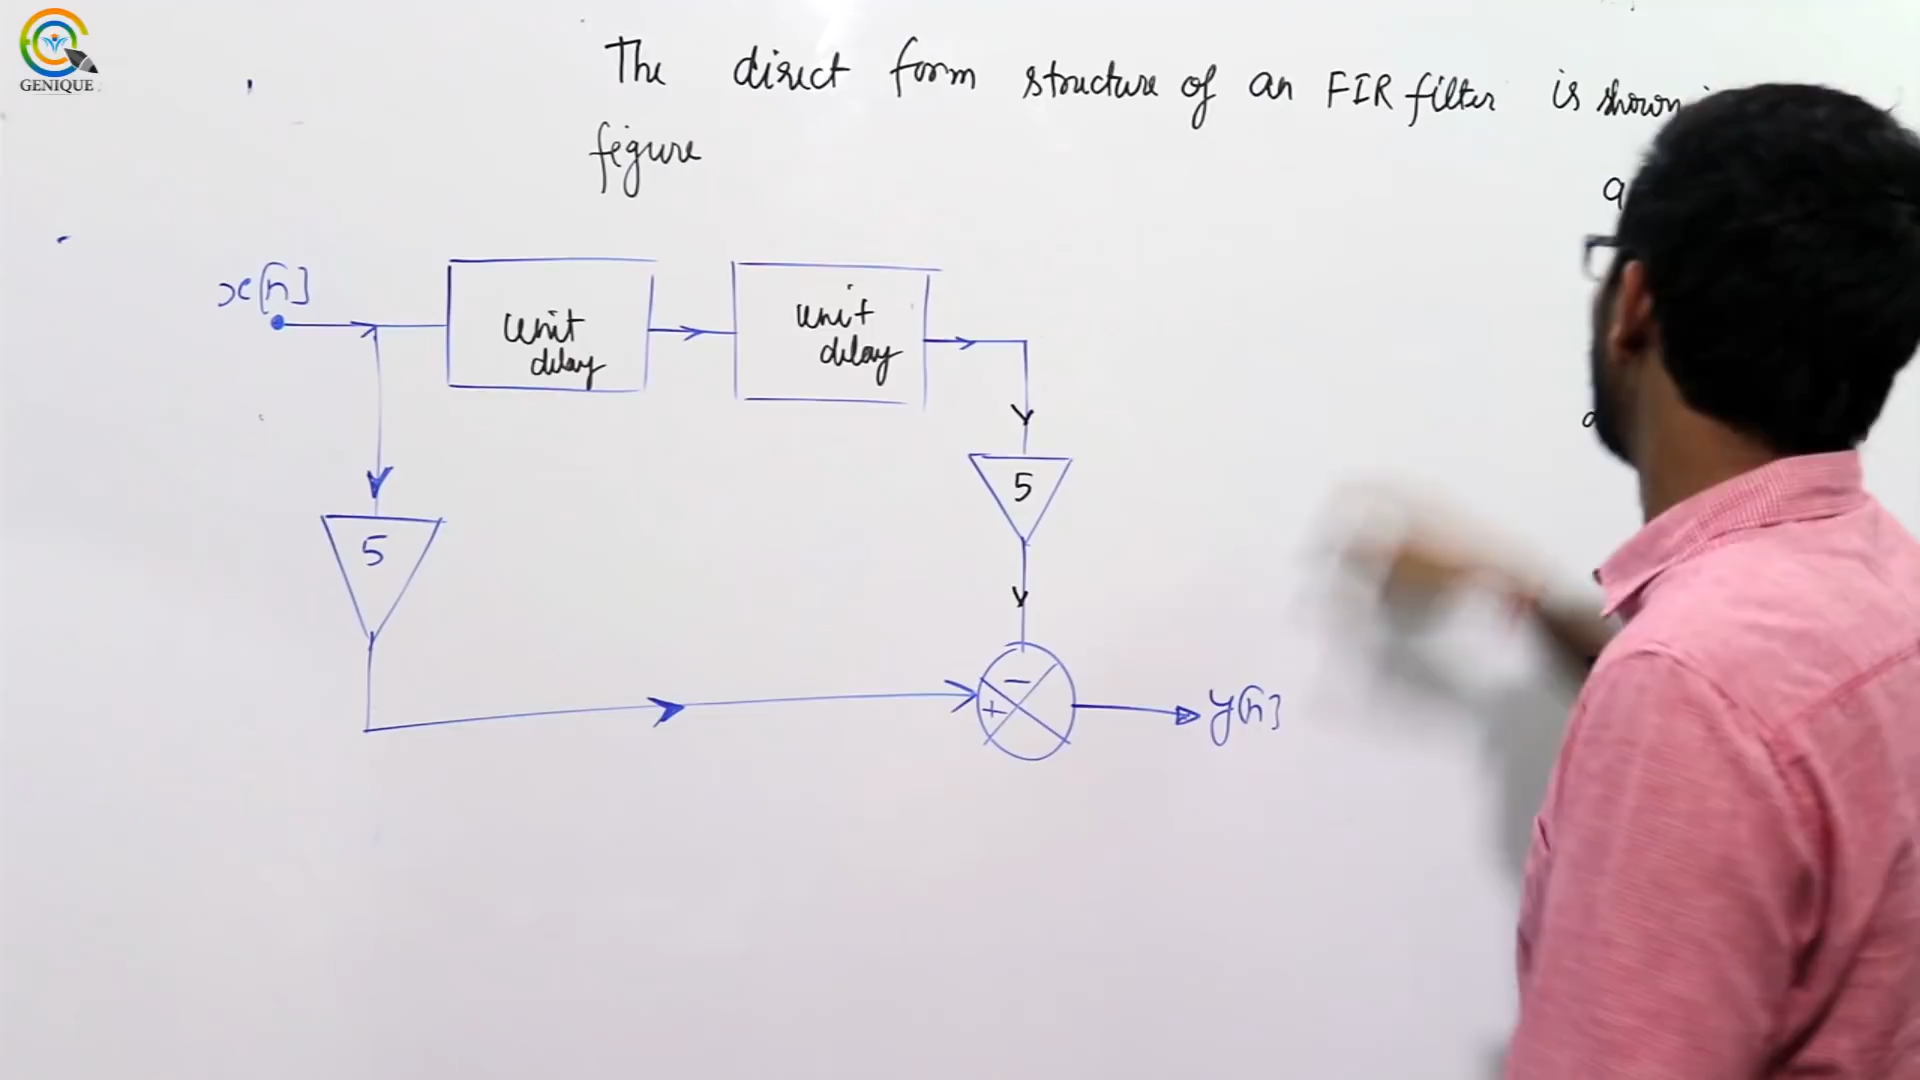 GENIQUE
The direct form structure of an FIR filter is shown
figure
x[n]
unit
delay
unit
delay
5
5
−
+
y[n]